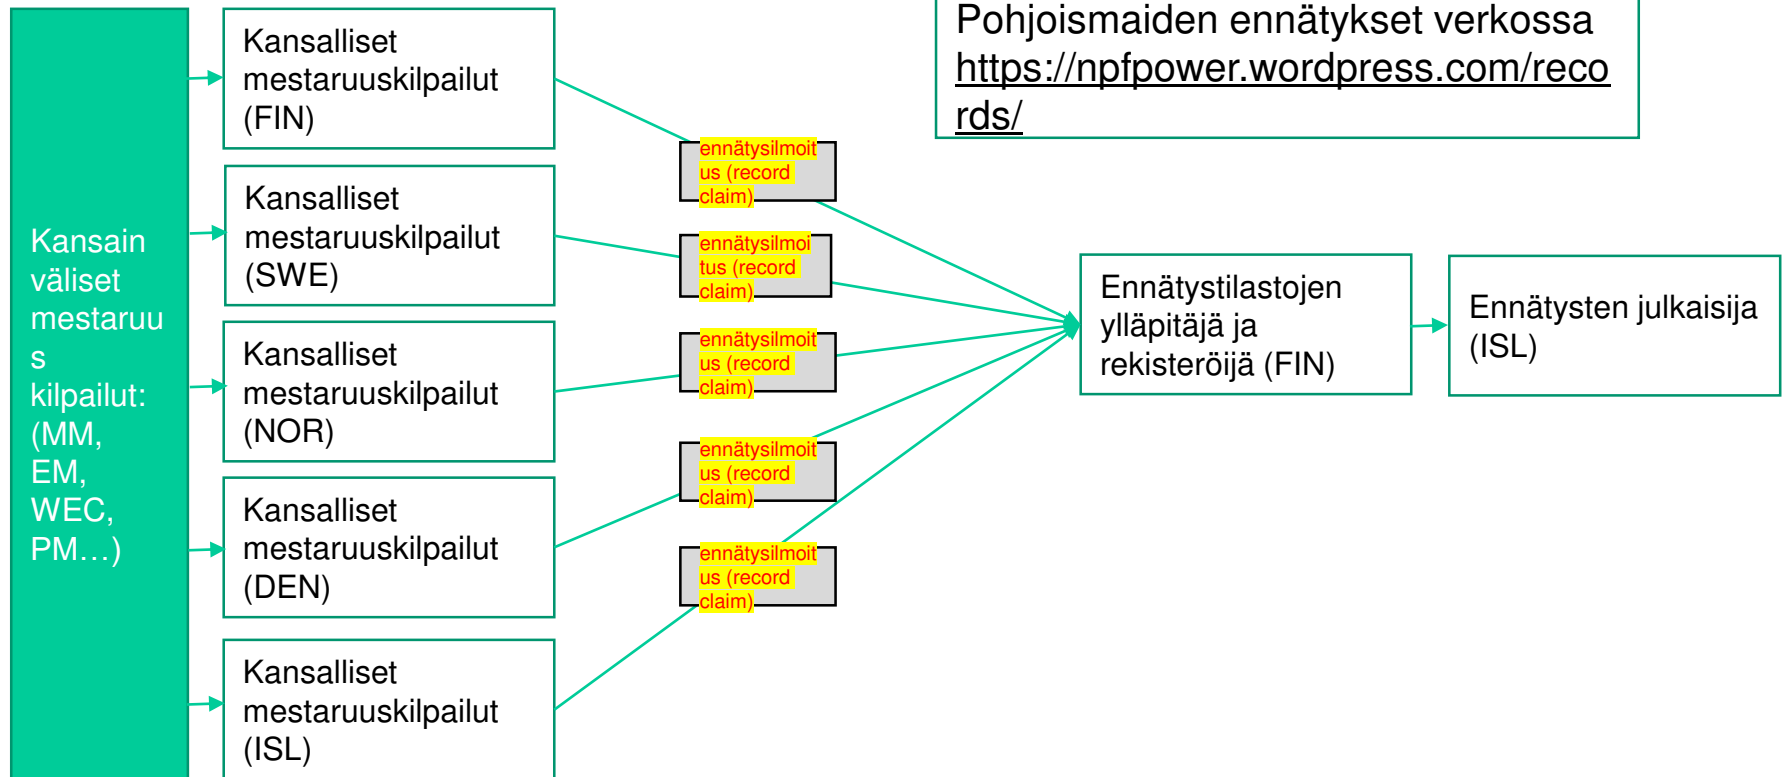 Pohjoismaiden ennätykset verkossa
https://npfpower.wordpress.com/reco
rds/
Kansain
väliset
mestaruu
s
kilpailut:
(MM,
EM,
WEC,
PM…)
Kansalliset
mestaruuskilpailut
(FIN)
Kansalliset
mestaruuskilpailut
(SWE)
Kansalliset
mestaruuskilpailut
(NOR)
Kansalliset
mestaruuskilpailut
(DEN)
Kansalliset
mestaruuskilpailut
(ISL)
ennätysilmoit
us (record
claim)
ennätysilmoi
tus (record
claim)
ennätysilmoit
us (record
claim)
ennätysilmoit
us (record
claim)
ennätysilmoit
us (record
claim)
Ennätystilastojen
ylläpitäjä ja
rekisteröijä (FIN)
Ennätysten julkaisija
(ISL)